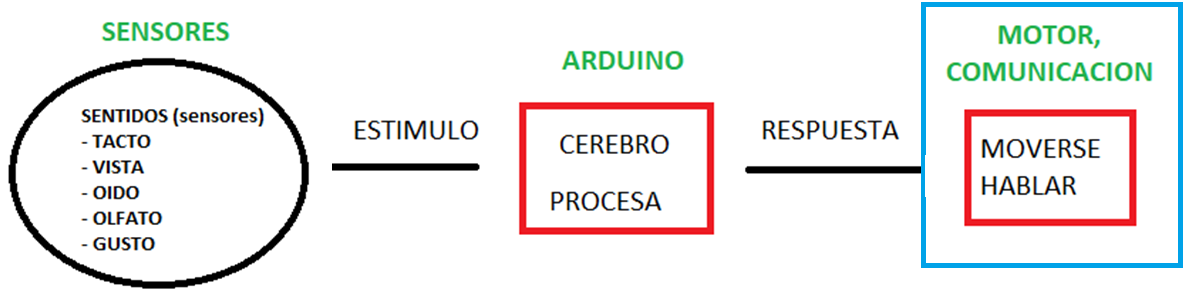 SENSORES
SENTIDOS (sensores)
- TACTO
- VISTA
- OIDO
- OLFATO
- GUSTO
ESTIMULO
ARDUINO
CEREBRO
PROCESA
RESPUESTA
MOTOR,
COMUNICACION
MOVERSE
HABLAR